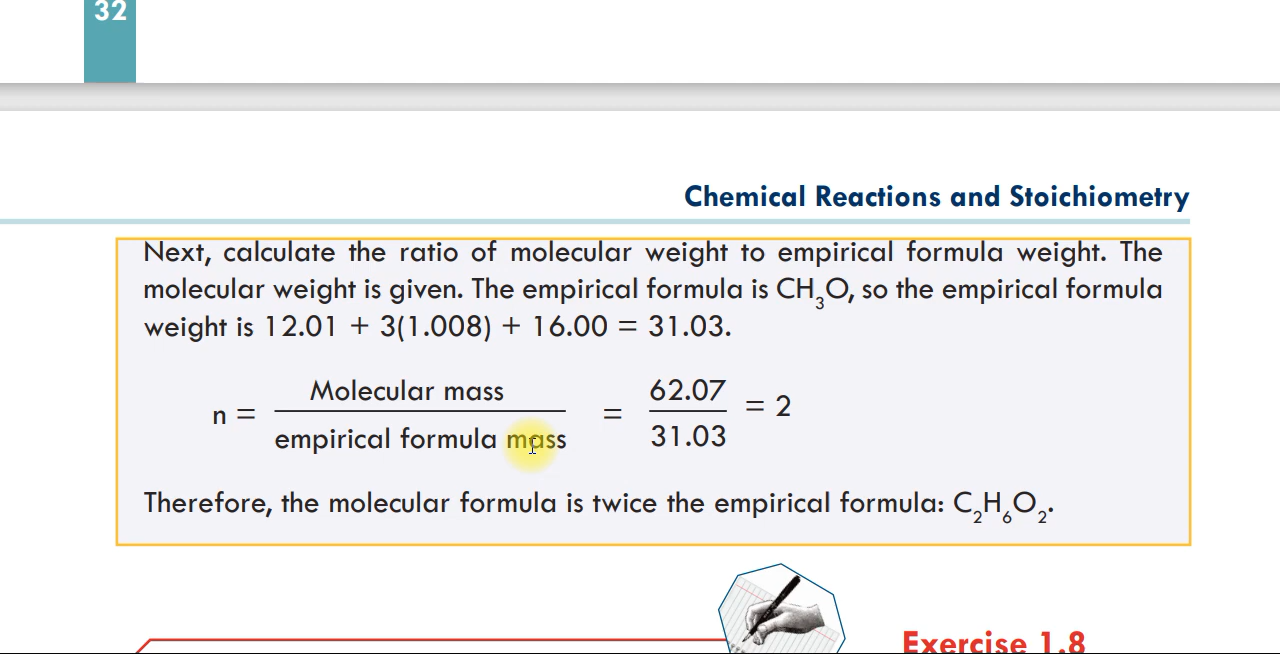 32
Chemical Reactions and Stoichiometry
Next, calculate the ratio of molecular weight to empirical formula weight. The
molecular weight is given. The empirical formula is CH₃O, so the empirical formula
weight is 12.01 + 3(1.008) + 16.00 = 31.03.
n = Molecular mass / empirical formula mass = 62.07 / 31.03 = 2
Therefore, the molecular formula is twice the empirical formula: C₂H₆O₂.
Exercise 1.8